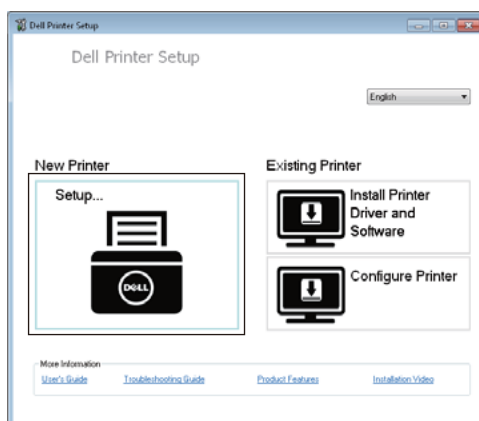 Dell Printer Setup
Dell Printer Setup
English
New Printer
Setup...
DELL
Existing Printer
Install Printer
Driver and
Software
Configure Printer
More Information
User's Guide
Troubleshooting Guide
Product Features
Installation Video